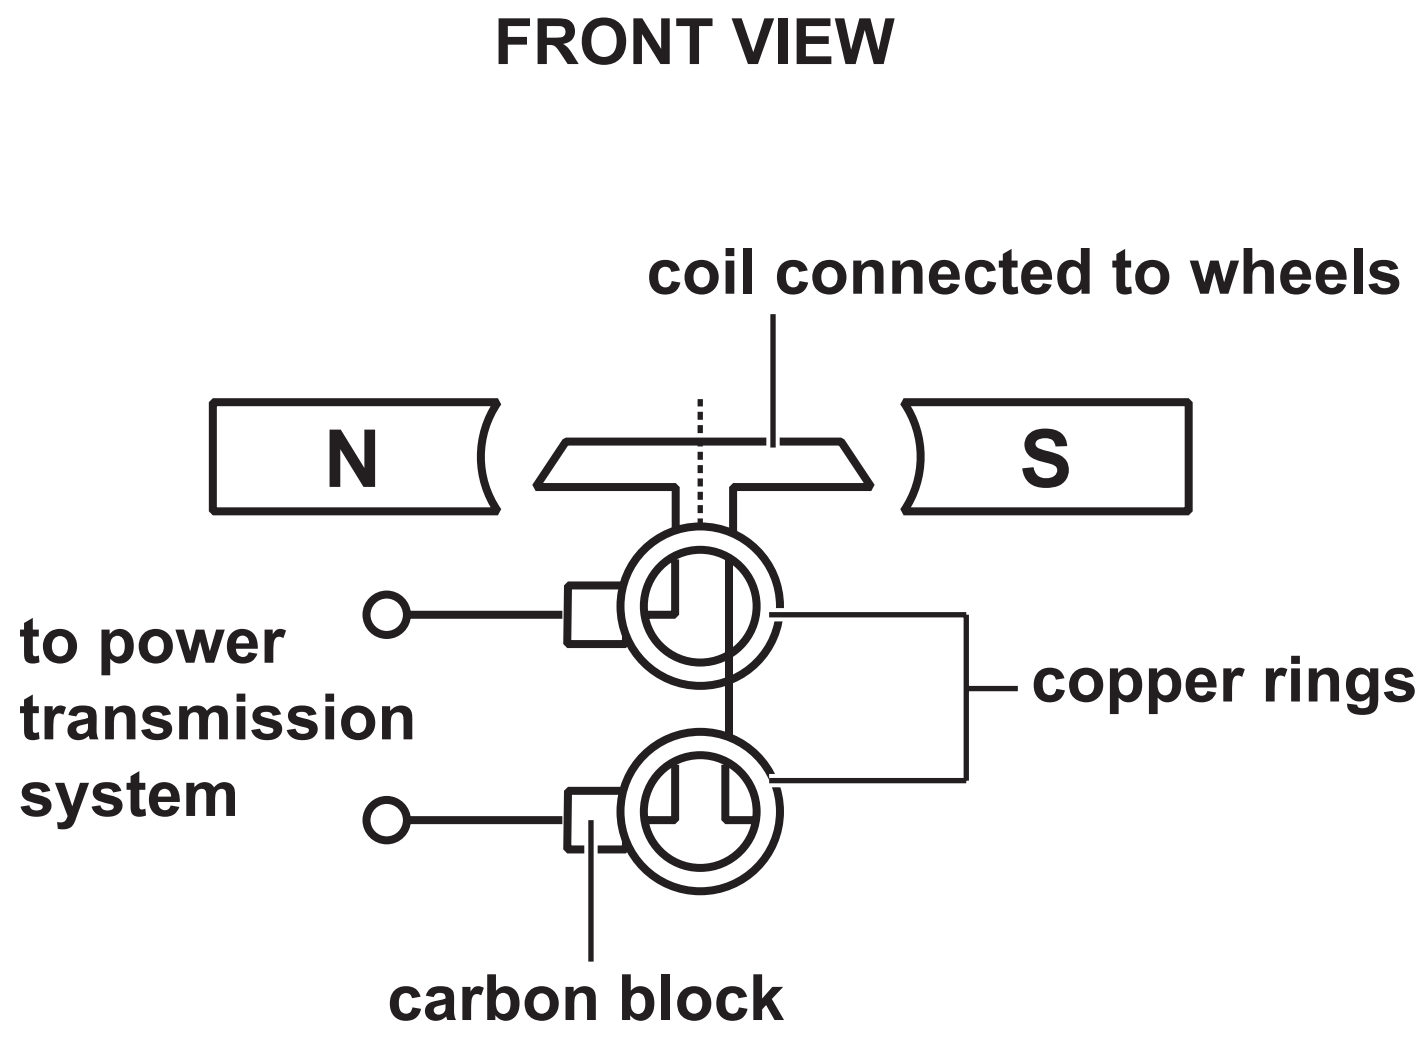 FRONT VIEW
coil connected to wheels
N
S
to power
transmission
system
copper rings
carbon block